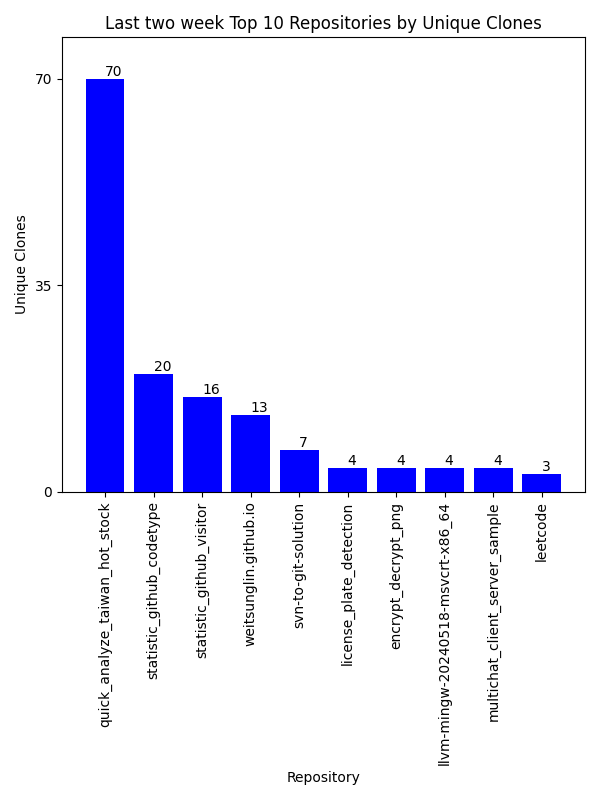 Last two week Top 10 Repositories by Unique Clones
Unique Clones
70
35
0
70
20
16
13
7
4
4
4
4
3
quick_analyze_taiwan_hot_stock
statistic_github_codetype
statistic_github_visitor
weitsunglin.github.io
svn-to-git-solution
license_plate_detection
encrypt_decrypt_png
llvm-mingw-20240518-msvcrt-x86_64
multichat_client_server_sample
leetcode
Repository